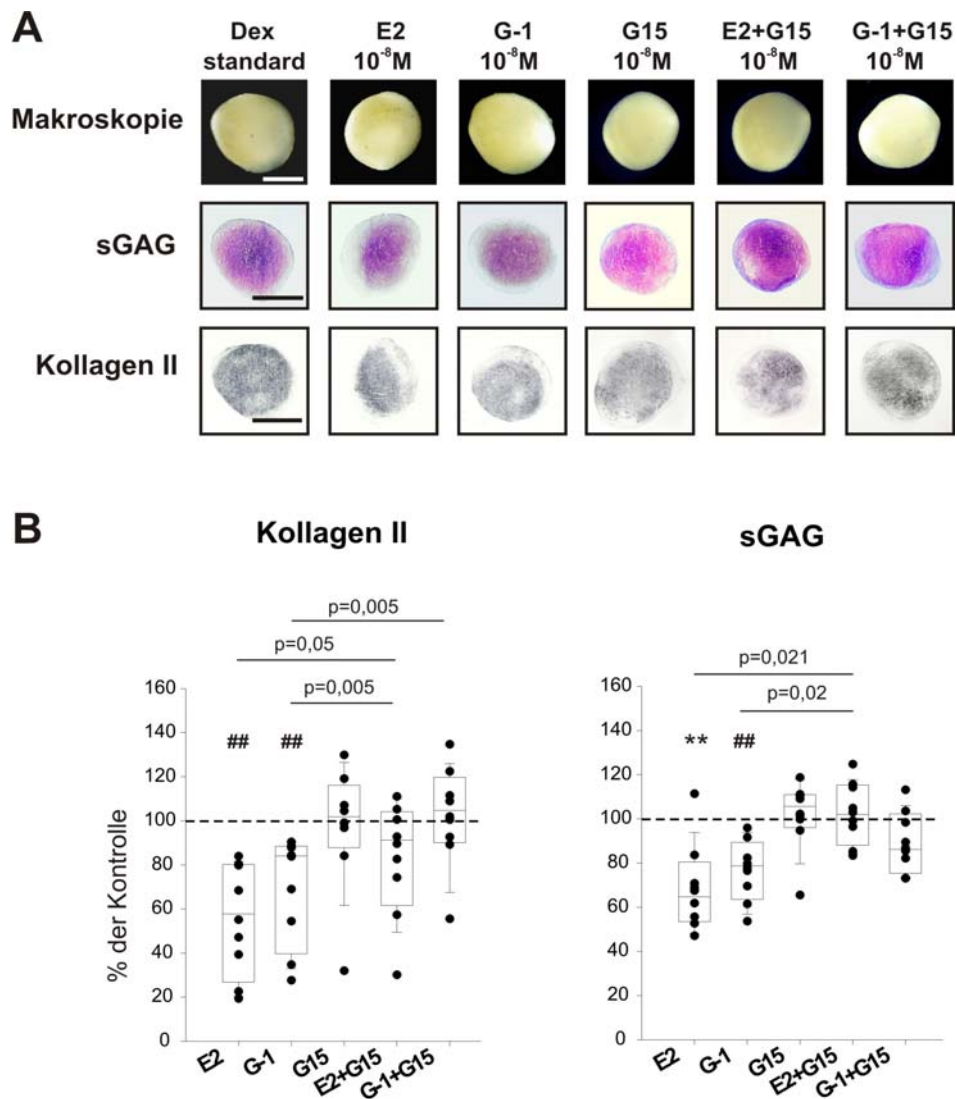 A
Dex standard
E2 10⁻⁸M
G-1 10⁻⁸M
G15 10⁻⁸M
E2+G15 10⁻⁸M
G-1+G15 10⁻⁸M
Makroskopie
sGAG
Kollagen II
B
Kollagen II
p=0,005
p=0,05
p=0,005
% der Kontrolle
160
140
120
100
80
60
40
20
0
## ##
E2 G-1 G15 E2+G15 G-1+G15
sGAG
p=0,021
p=0,02
160
140
120
100
80
60
40
20
0
** ##
E2 G-1 G15 E2+G15 G-1+G15